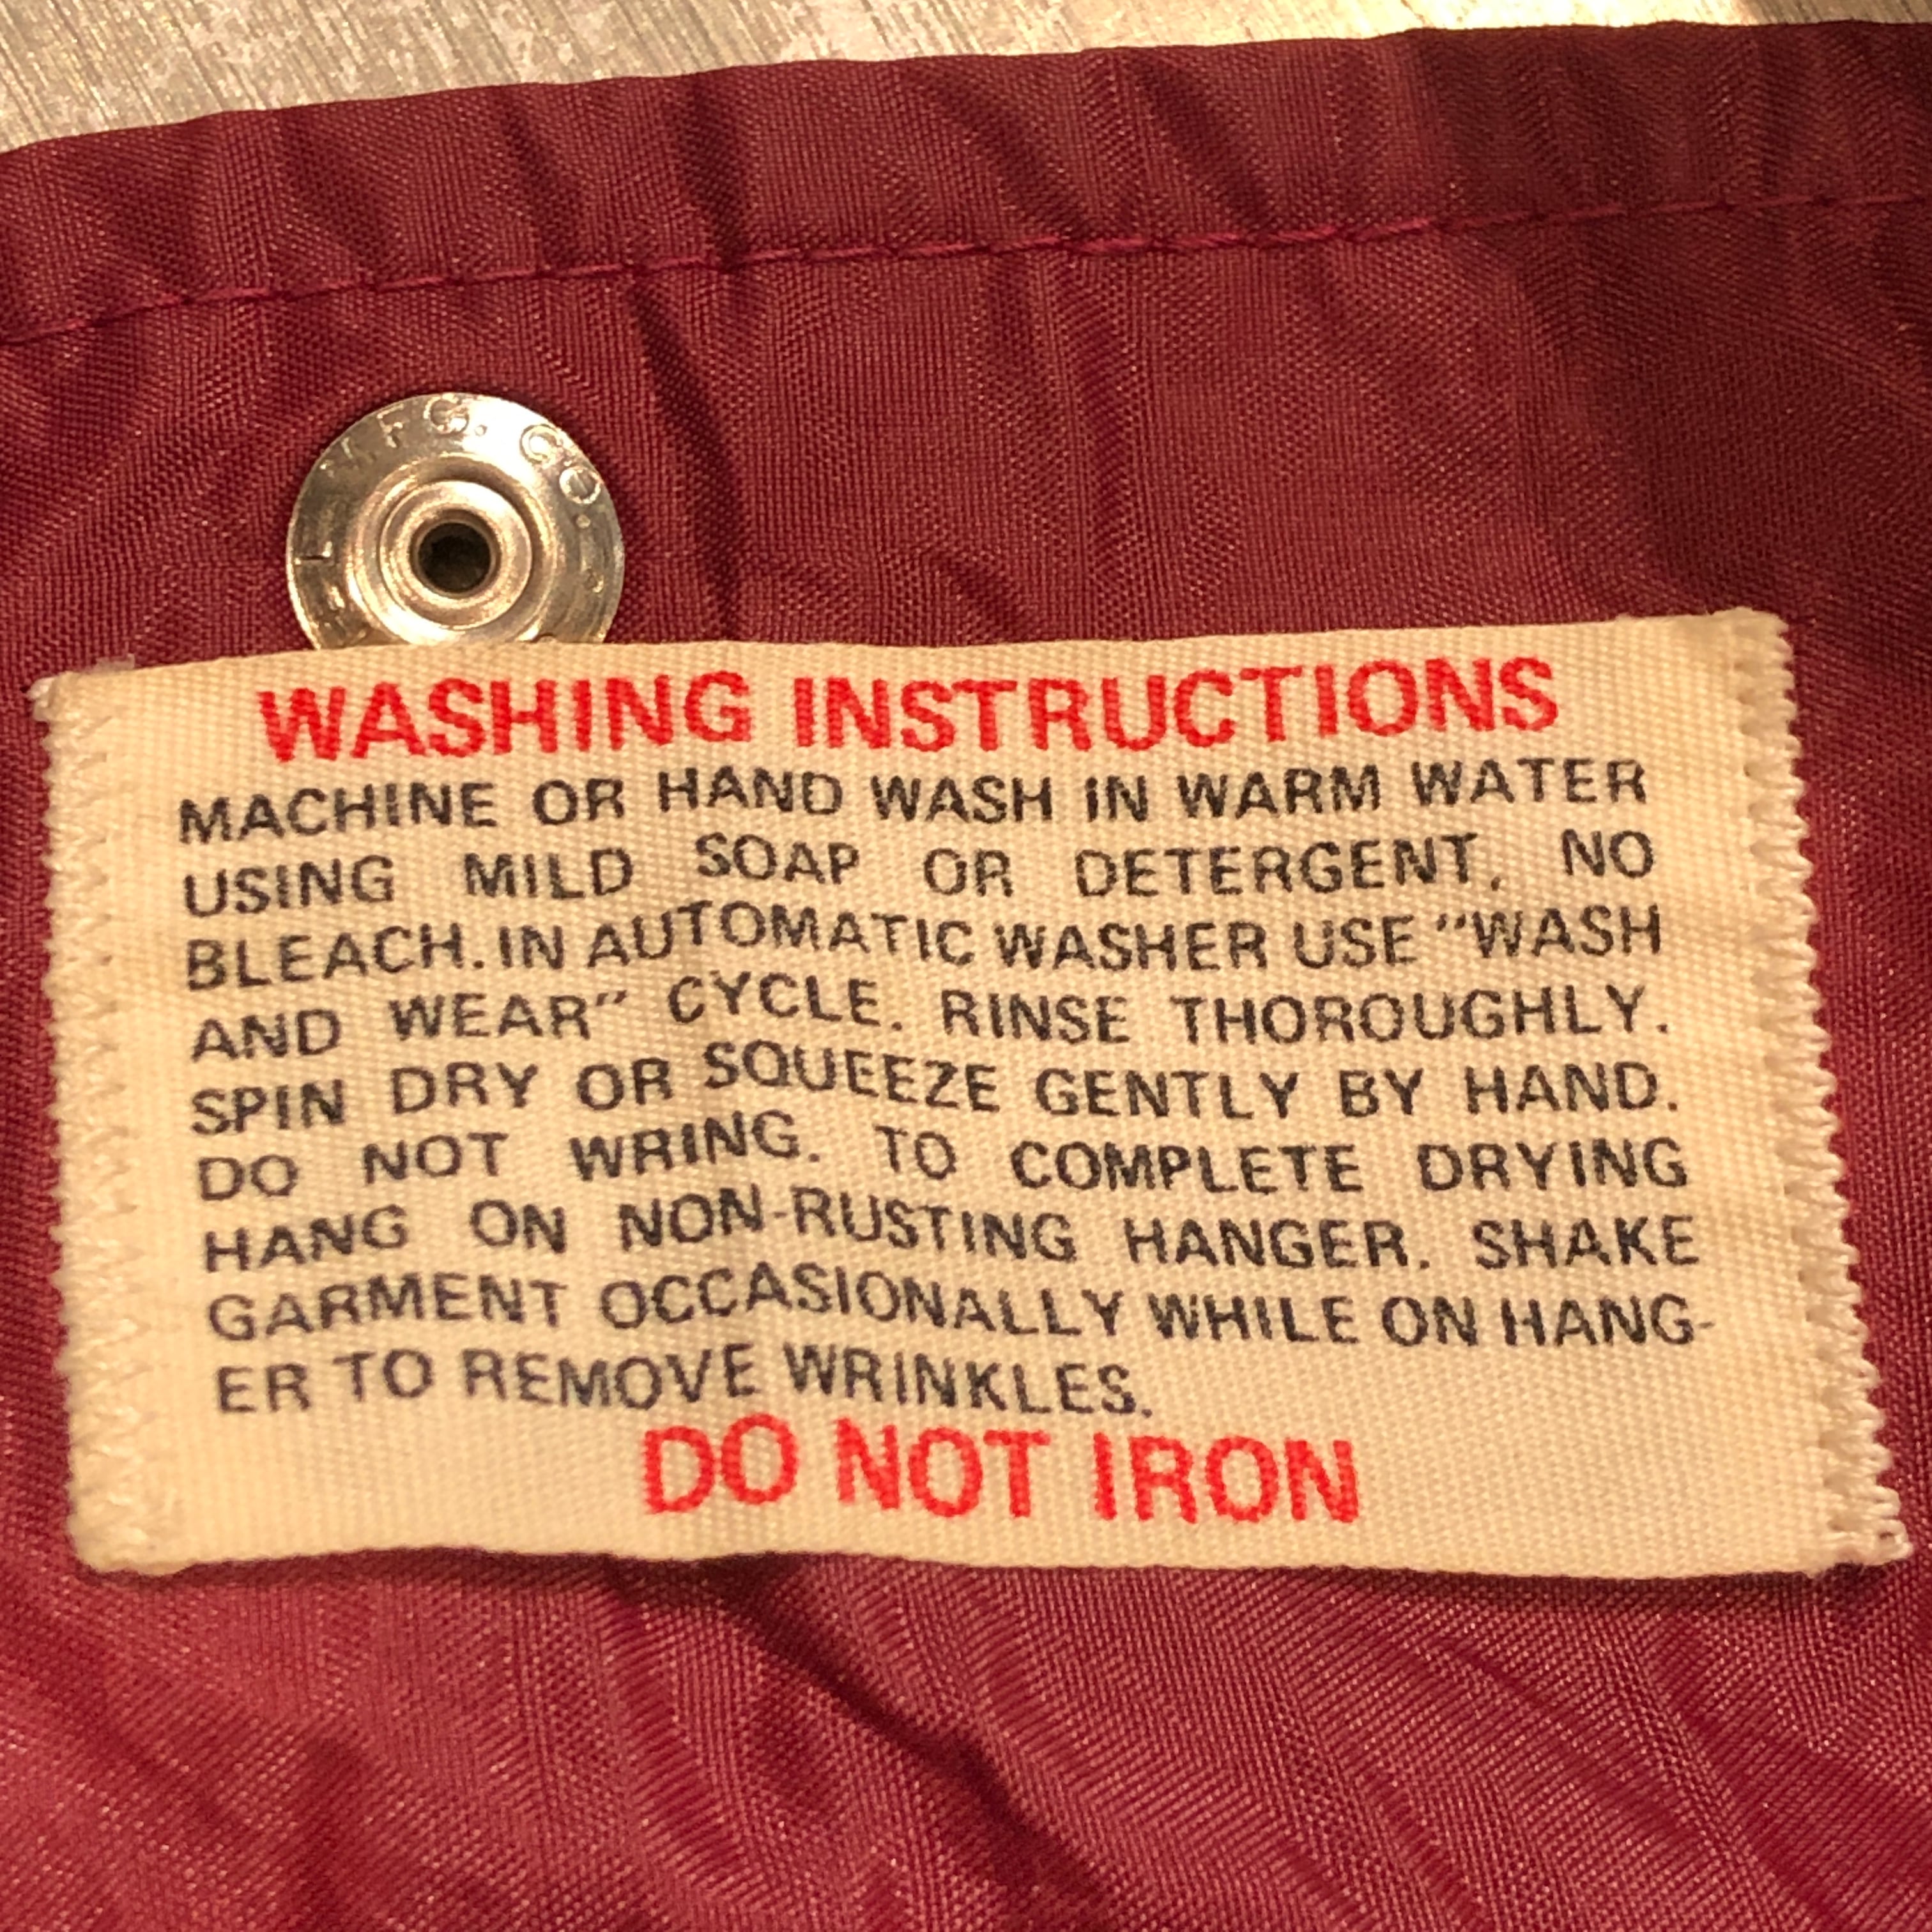 MFG. CO.
WASHING INSTRUCTIONS
MACHINE OR HAND WASH IN WARM WATER
USING MILD SOAP OR DETERGENT, NO
BLEACH. IN AUTOMATIC WASHER USE "WASH
AND WEAR" CYCLE. RINSE THOROUGHLY.
SPIN DRY OR SQUEEZE GENTLY BY HAND.
DO NOT WRING. TO COMPLETE DRYING
HANG ON NON-RUSTING HANGER. SHAKE
GARMENT OCCASIONALLY WHILE ON HANG-
ER TO REMOVE WRINKLES.
DO NOT IRON